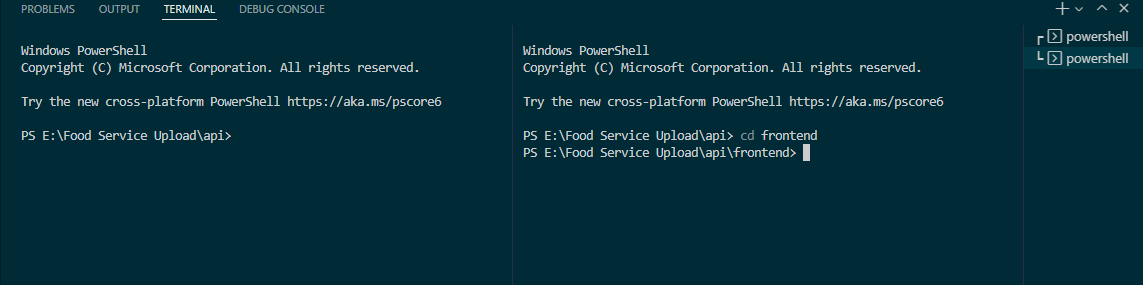 PROBLEMS OUTPUT TERMINAL DEBUG CONSOLE
Windows PowerShell
Copyright (C) Microsoft Corporation. All rights reserved.
Try the new cross-platform PowerShell https://aka.ms/pscore6
PS E:\Food Service Upload\api>
Windows PowerShell
Copyright (C) Microsoft Corporation. All rights reserved.
Try the new cross-platform PowerShell https://aka.ms/pscore6
PS E:\Food Service Upload\api> cd frontend
PS E:\Food Service Upload\api\frontend>
powershell
powershell